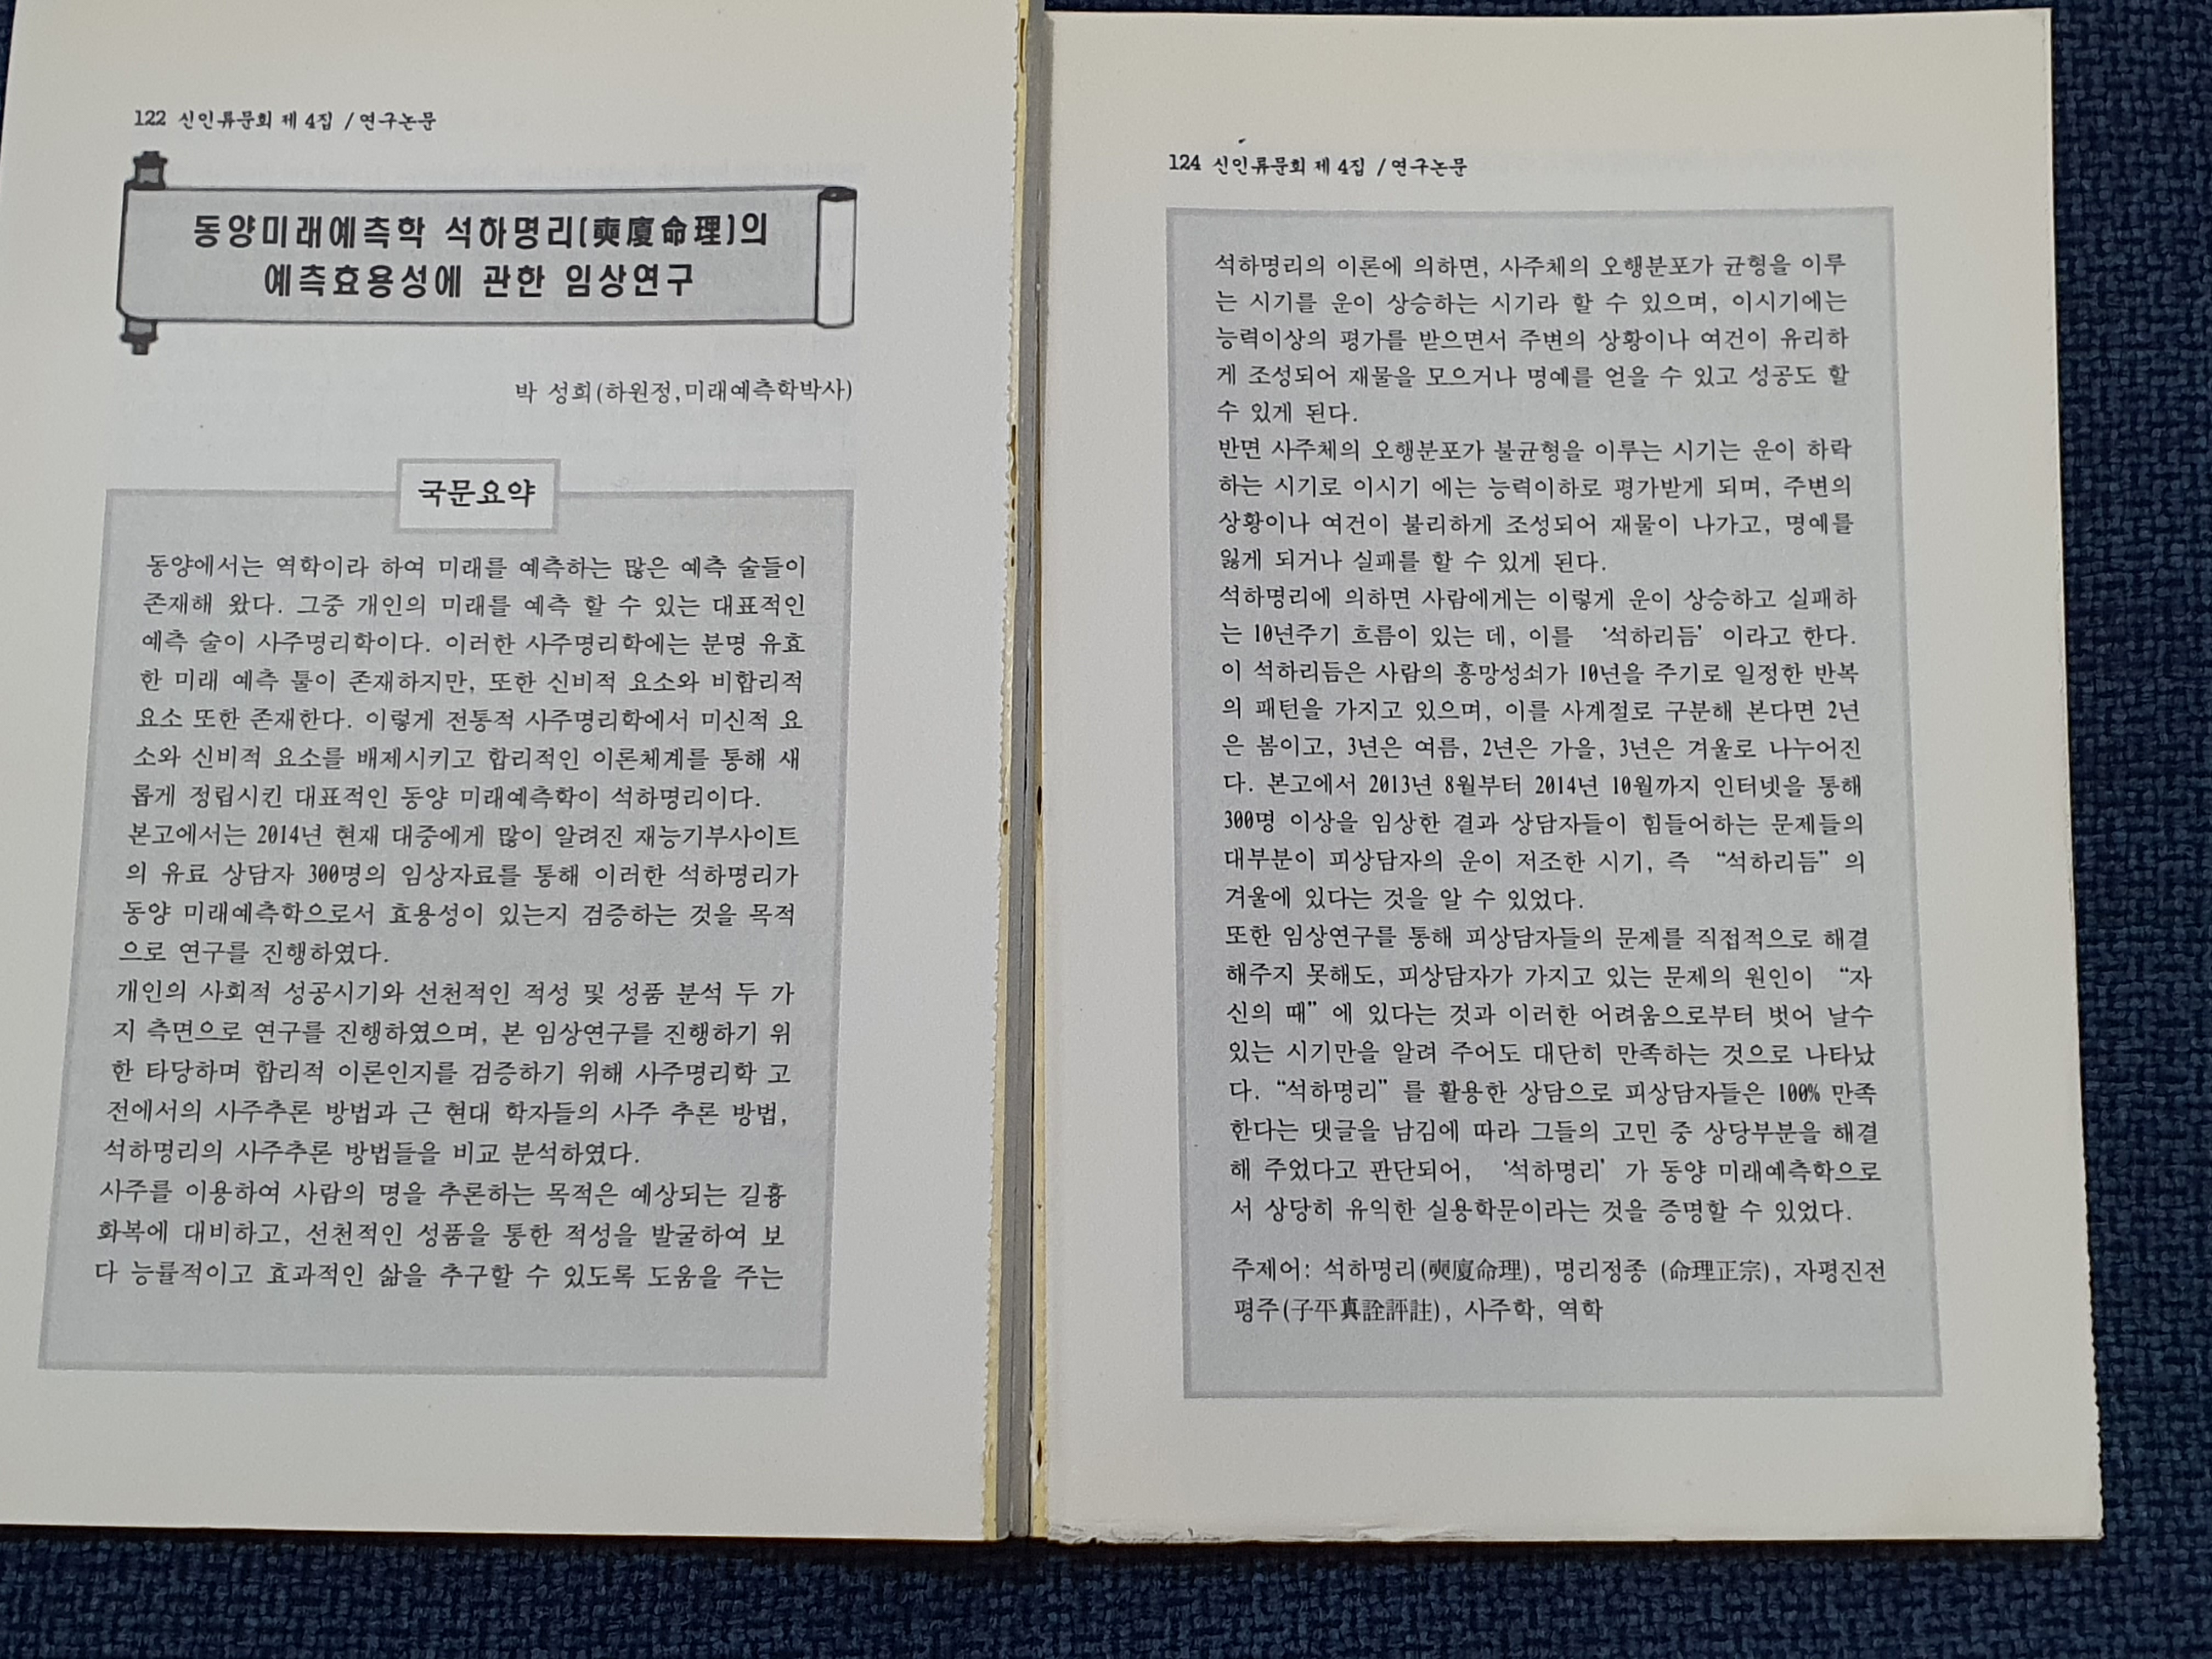 122 신인류문회 제 4집 /연구논문
동양미래예측학 석하명리(奭廈命理)의
예측효용성에 관한 임상연구
박 성희(하원정,미래예측학박사)
국문요약
동양에서는 역학이라 하여 미래를 예측하는 많은 예측 술들이
존재해 왔다. 그중 개인의 미래를 예측 할 수 있는 대표적인
예측 술이 사주명리학이다. 이러한 사주명리학에는 분명 유효
한 미래 예측 툴이 존재하지만, 또한 신비적 요소와 비합리적
요소 또한 존재한다. 이렇게 전통적 사주명리학에서 미신적 요
소와 신비적 요소를 배제시키고 합리적인 이론체계를 통해 새
롭게 정립시킨 대표적인 동양 미래예측학이 석하명리이다.
본고에서는 2014년 현재 대중에게 많이 알려진 재능기부사이트
의 유료 상담자 300명의 임상자료를 통해 이러한 석하명리가
동양 미래예측학으로서 효용성이 있는지 검증하는 것을 목적
으로 연구를 진행하였다.
개인의 사회적 성공시기와 선천적인 적성 및 성품 분석 두 가
지 측면으로 연구를 진행하였으며, 본 임상연구를 진행하기 위
한 타당하며 합리적 이론인지를 검증하기 위해 사주명리학 고
전에서의 사주추론 방법과 근 현대 학자들의 사주 추론 방법,
석하명리의 사주추론 방법들을 비교 분석하였다.
사주를 이용하여 사람의 명을 추론하는 목적은 예상되는 길흉
화복에 대비하고, 선천적인 성품을 통한 적성을 발굴하여 보
다 능률적이고 효과적인 삶을 추구할 수 있도록 도움을 주는
124 신인류문회 제 4집 /연구논문
석하명리의 이론에 의하면, 사주체의 오행분포가 균형을 이루
는 시기를 운이 상승하는 시기라 할 수 있으며, 이시기에는
능력이상의 평가를 받으면서 주변의 상황이나 여건이 유리하
게 조성되어 재물을 모으거나 명예를 얻을 수 있고 성공도 할
수 있게 된다.
반면 사주체의 오행분포가 불균형을 이루는 시기는 운이 하락
하는 시기로 이시기 에는 능력이하로 평가받게 되며, 주변의
상황이나 여건이 불리하게 조성되어 재물이 나가고, 명예를
잃게 되거나 실패를 할 수 있게 된다.
석하명리에 의하면 사람에게는 이렇게 운이 상승하고 실패하
는 10년주기 흐름이 있는 데, 이를 ‘석하리듬’ 이라고 한다.
이 석하리듬은 사람의 흥망성쇠가 10년을 주기로 일정한 반복
의 패턴을 가지고 있으며, 이를 사계절로 구분해 본다면 2년
은 봄이고, 3년은 여름, 2년은 가을, 3년은 겨울로 나누어진
다. 본고에서 2013년 8월부터 2014년 10월까지 인터넷을 통해
300명 이상을 임상한 결과 상담자들이 힘들어하는 문제들의
대부분이 피상담자의 운이 저조한 시기, 즉 “석하리듬” 의
겨울에 있다는 것을 알 수 있었다.
또한 임상연구를 통해 피상담자들의 문제를 직접적으로 해결
해주지 못해도, 피상담자가 가지고 있는 문제의 원인이 “자
신의 때” 에 있다는 것과 이러한 어려움으로부터 벗어 날수
있는 시기만을 알려 주어도 대단히 만족하는 것으로 나타났
다. “석하명리” 를 활용한 상담으로 피상담자들은 100% 만족
한다는 댓글을 남김에 따라 그들의 고민 중 상당부분을 해결
해 주었다고 판단되어, ‘석하명리’ 가 동양 미래예측학으로
서 상당히 유익한 실용학문이라는 것을 증명할 수 있었다.
주제어: 석하명리(奭廈命理), 명리정종 (命理正宗), 자평진전
평주(子平真詮評註), 사주학, 역학